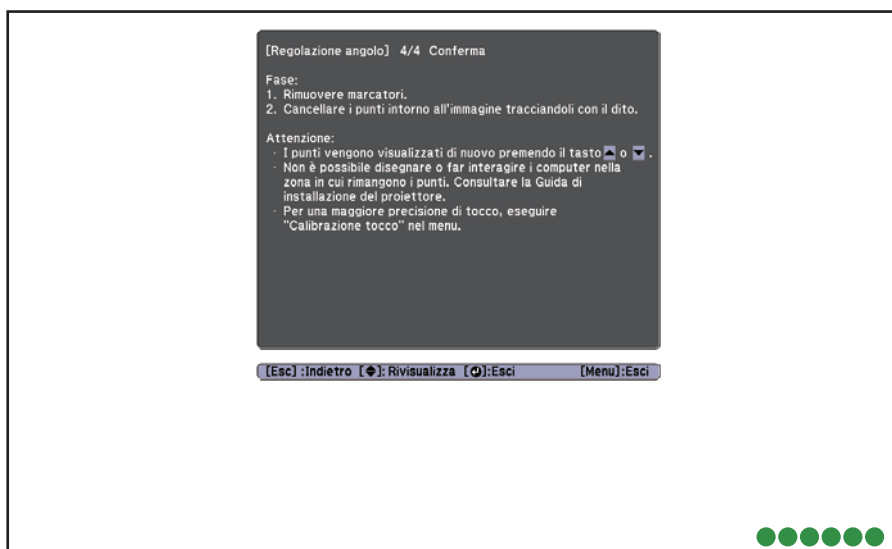 [Regolazione angolo] 4/4 Conferma
Fase:
1. Rimuovere marcatori.
2. Cancellare i punti intorno all'immagine tracciandoli con il dito.
Attenzione:
· I punti vengono visualizzati di nuovo premendo il tasto ▲ o ▼ .
· Non è possibile disegnare o far interagire i computer nella
zona in cui rimangono i punti. Consultare la Guida di
installazione del proiettore.
· Per una maggiore precisione di tocco, eseguire
"Calibrazione tocco" nel menu.
[Esc] :Indietro [◆]: Rivisualizza [⏎]:Esci [Menu]:Esci